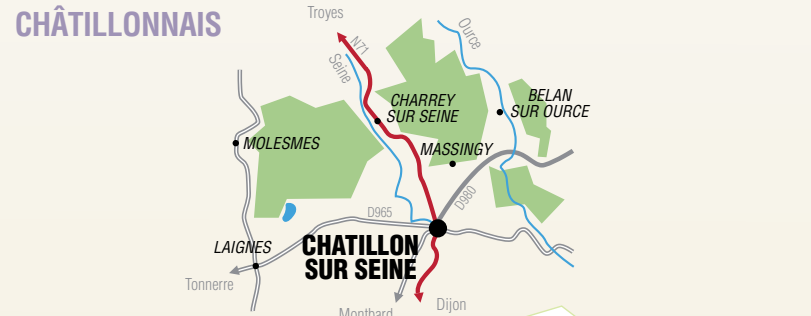 CHÂTILLONNAIS
Troyes
N71
Seine
Ource
CHARREY
SUR SEINE
BELAN
SUR OURCE
MOLESMES
MASSINGY
D980
D965
LAIGNES
CHATILLON
SUR SEINE
Tonnerre
Montbard
Dijon